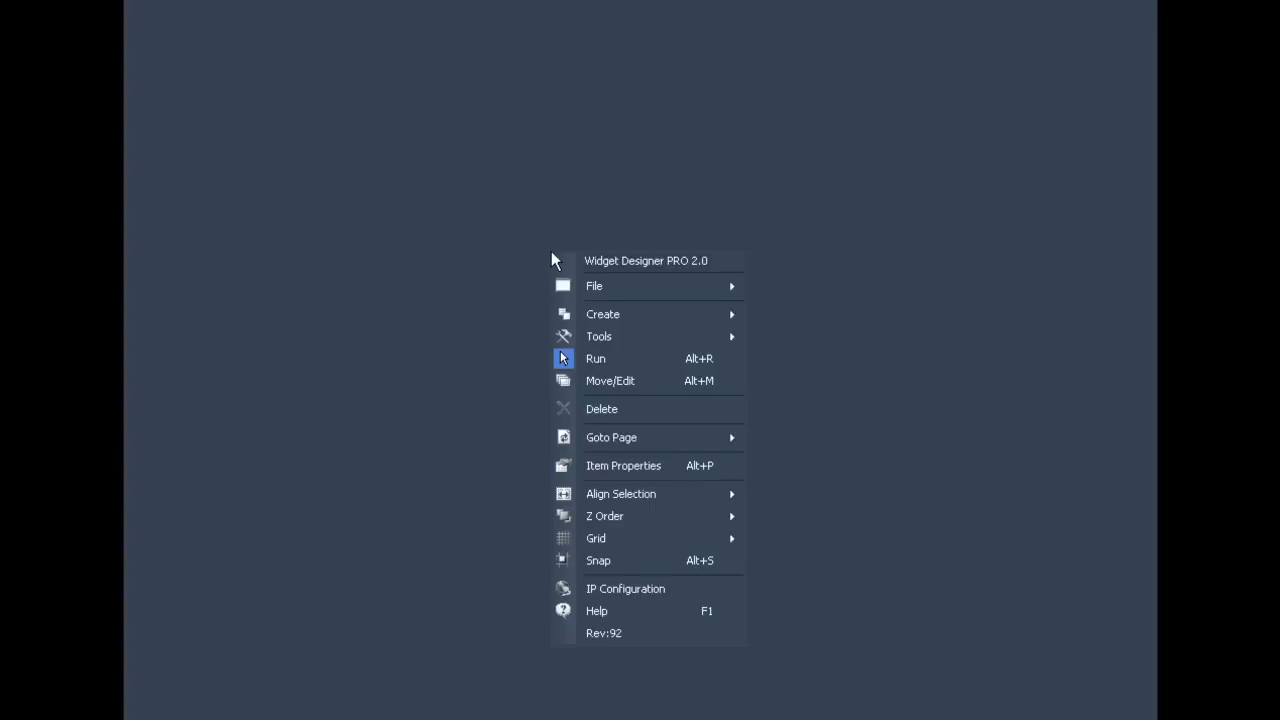 Widget Designer PRO 2.0
File
Create
Tools
Run Alt+R
Move/Edit Alt+M
Delete
Goto Page
Item Properties Alt+P
Align Selection
Z Order
Grid
Snap Alt+S
IP Configuration
Help F1
Rev:92